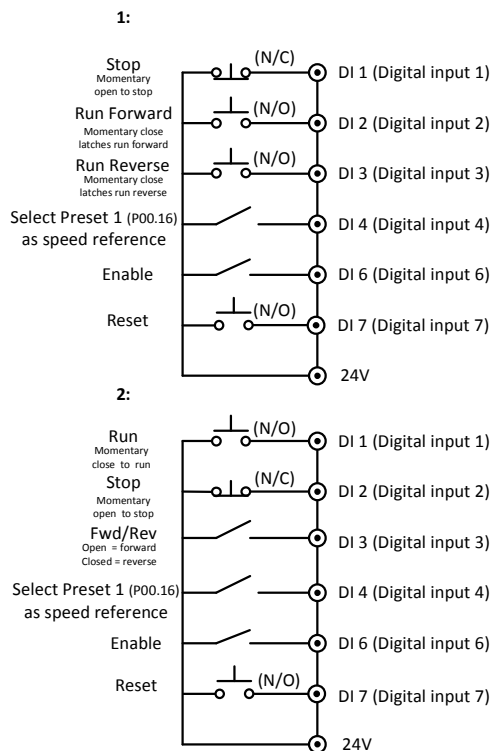 1:
Stop
Momentary
open to stop
(N/C)
DI 1 (Digital input 1)
Run Forward
Momentary close
latches run forward
(N/O)
DI 2 (Digital input 2)
Run Reverse
Momentary close
latches run reverse
(N/O)
DI 3 (Digital input 3)
Select Preset 1 (P00.16)
as speed reference
DI 4 (Digital input 4)
Enable
DI 6 (Digital input 6)
Reset
(N/O)
DI 7 (Digital input 7)
24V
2:
Run
Momentary
close to run
(N/O)
DI 1 (Digital input 1)
Stop
Momentary
open to stop
(N/C)
DI 2 (Digital input 2)
Fwd/Rev
Open = forward
Closed = reverse
DI 3 (Digital input 3)
Select Preset 1 (P00.16)
as speed reference
DI 4 (Digital input 4)
Enable
DI 6 (Digital input 6)
Reset
(N/O)
DI 7 (Digital input 7)
24V